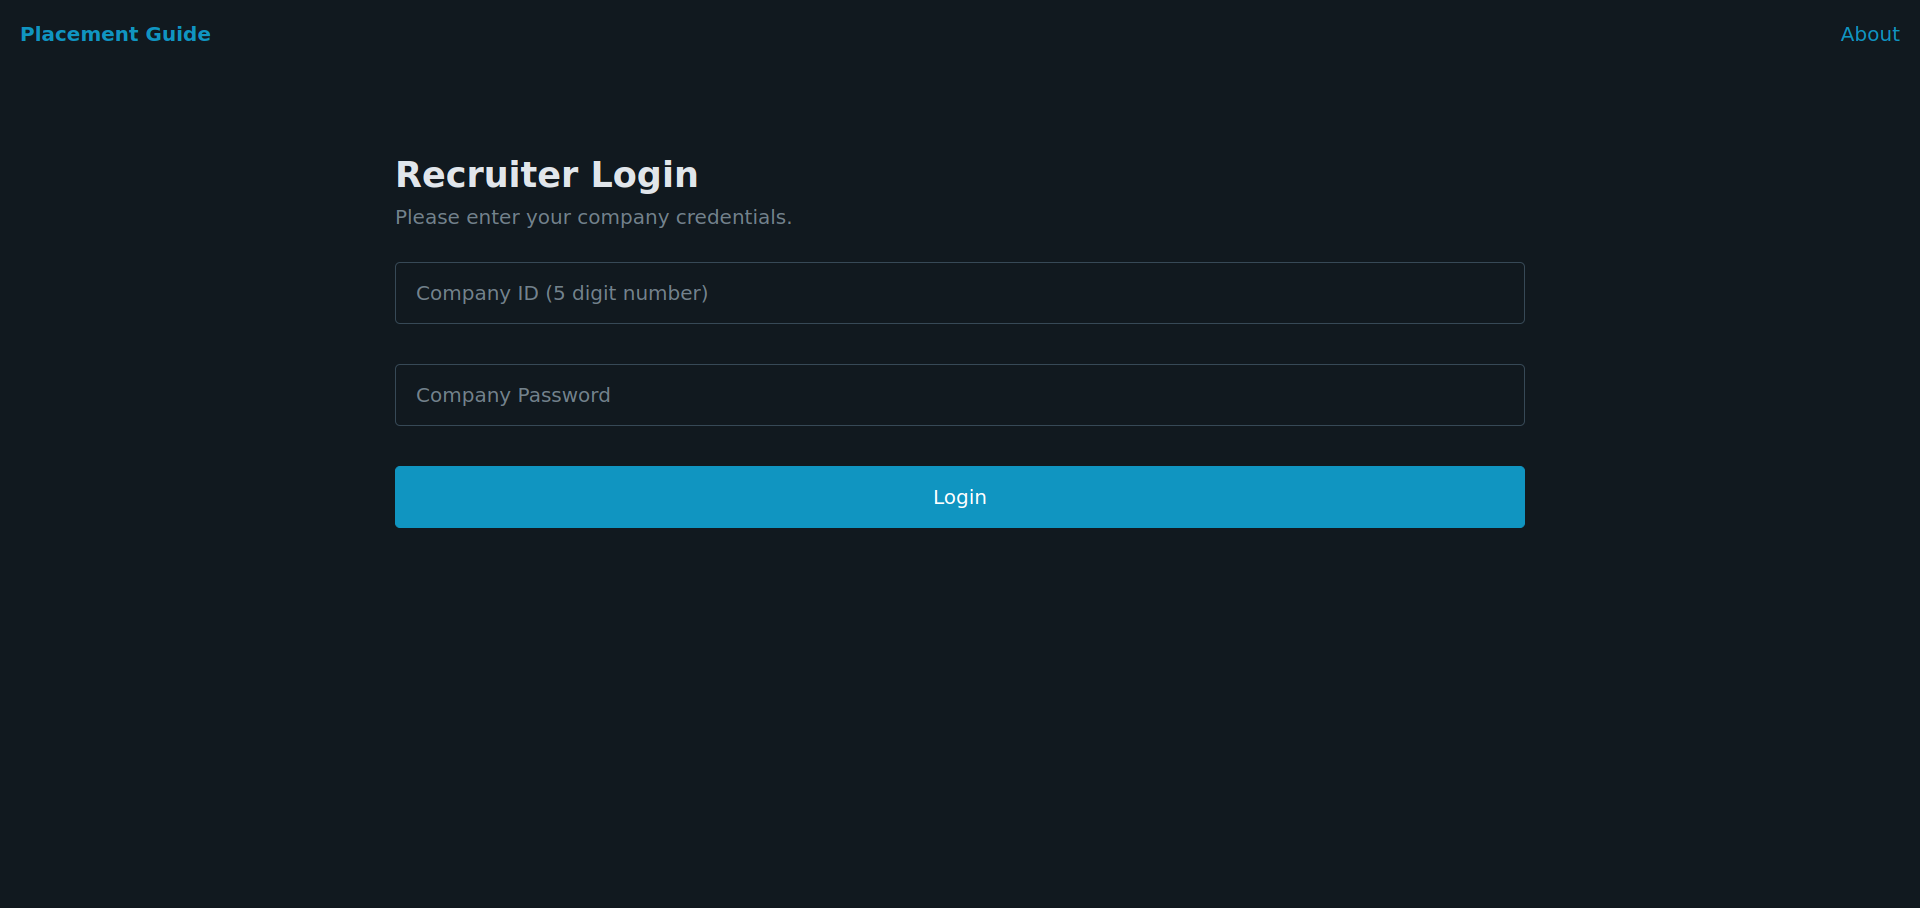 Placement Guide
About
Recruiter Login
Please enter your company credentials.
Company ID (5 digit number)
Company Password
Login